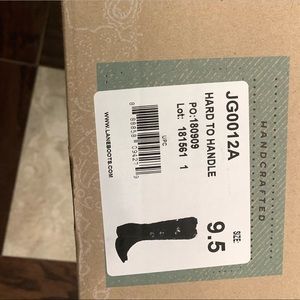 HANDCRAFTED
JG0012A
SIZE:
9.5
HARD TO HANDLE
PO:180909
Lot: 181561 1
UPC:
WWW.LANEBOOTS.COM